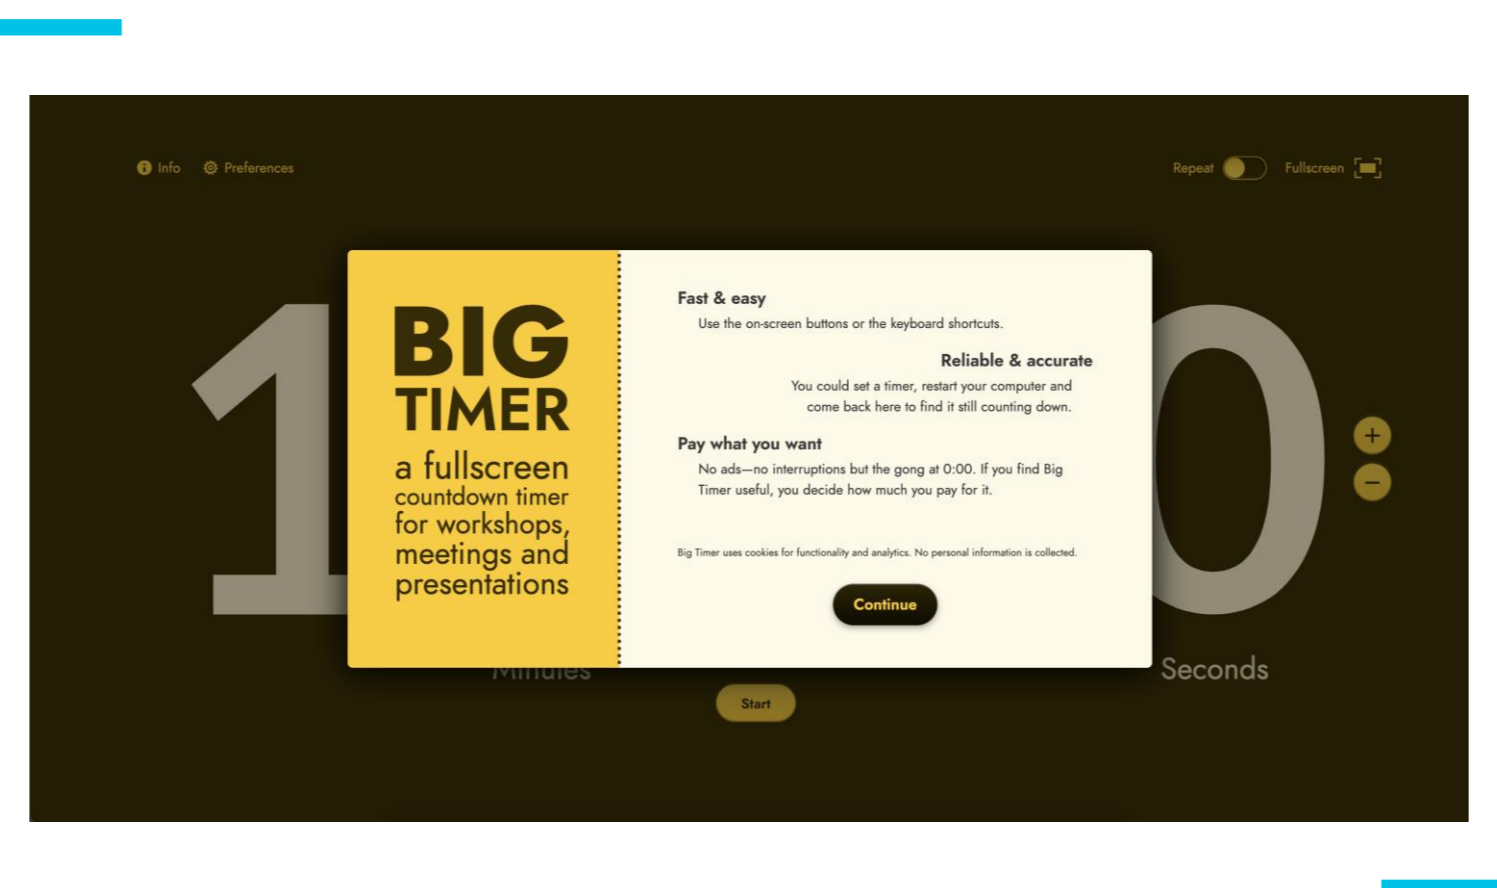 Info
Preferences
Repeat
Fullscreen
1
0
BIG
TIMER
a fullscreen
countdown timer
for workshops,
meetings and
presentations
Fast & easy
Use the on-screen buttons or the keyboard shortcuts.
Reliable & accurate
You could set a timer, restart your computer and
come back here to find it still counting down.
Pay what you want
No ads—no interruptions but the gong at 0:00. If you find Big
Timer useful, you decide how much you pay for it.
Big Timer uses cookies for functionality and analytics. No personal information is collected.
Continue
+
−
Minutes
Seconds
Start